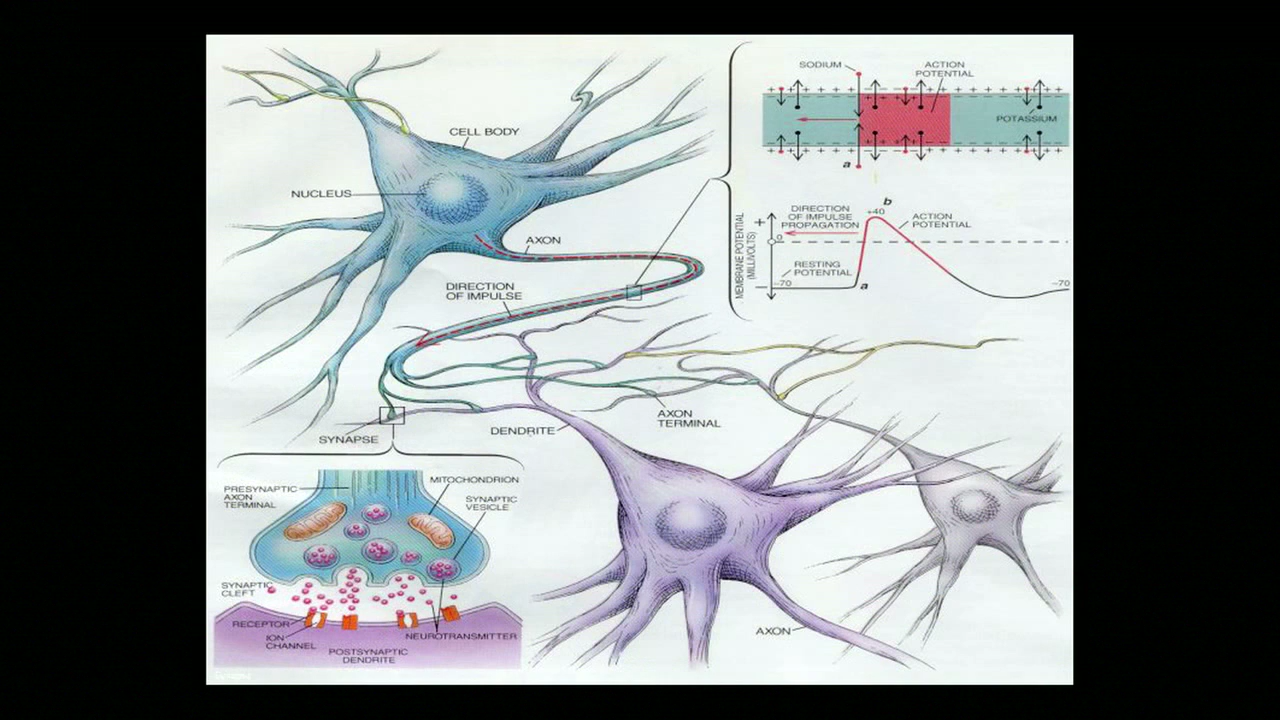 CELL BODY
NUCLEUS
AXON
DIRECTION
OF IMPULSE
SODIUM
ACTION
POTENTIAL
POTASSIUM
a
MEMBRANE POTENTIAL
(MILLIVOLTS)
+
0
–
DIRECTION
OF IMPULSE
PROPAGATION
b
+40
ACTION
POTENTIAL
RESTING
POTENTIAL
–70
a
–70
SYNAPSE
DENDRITE
AXON
TERMINAL
AXON
PRESYNAPTIC
AXON
TERMINAL
MITOCHONDRION
SYNAPTIC
VESICLE
SYNAPTIC
CLEFT
RECEPTOR
ION
CHANNEL
NEUROTRANSMITTER
POSTSYNAPTIC
DENDRITE